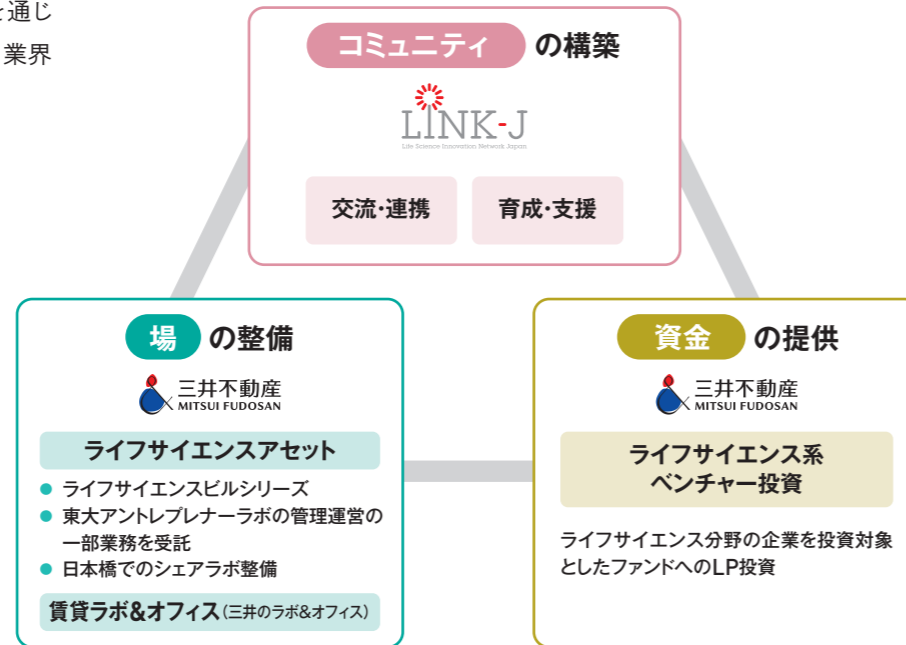 を通じ
業界
コミュニティ の構築
LINK-J
Life Science Innovation Network Japan
交流・連携
育成・支援
場 の整備
三井不動産
MITSUI FUDOSAN
ライフサイエンスアセット
● ライフサイエンスビルシリーズ
● 東大アントレプレナーラボの管理運営の
一部業務を受託
● 日本橋でのシェアラボ整備
賃貸ラボ&オフィス(三井のラボ&オフィス)
資金 の提供
三井不動産
MITSUI FUDOSAN
ライフサイエンス系
ベンチャー投資
ライフサイエンス分野の企業を投資対象
としたファンドへのLP投資